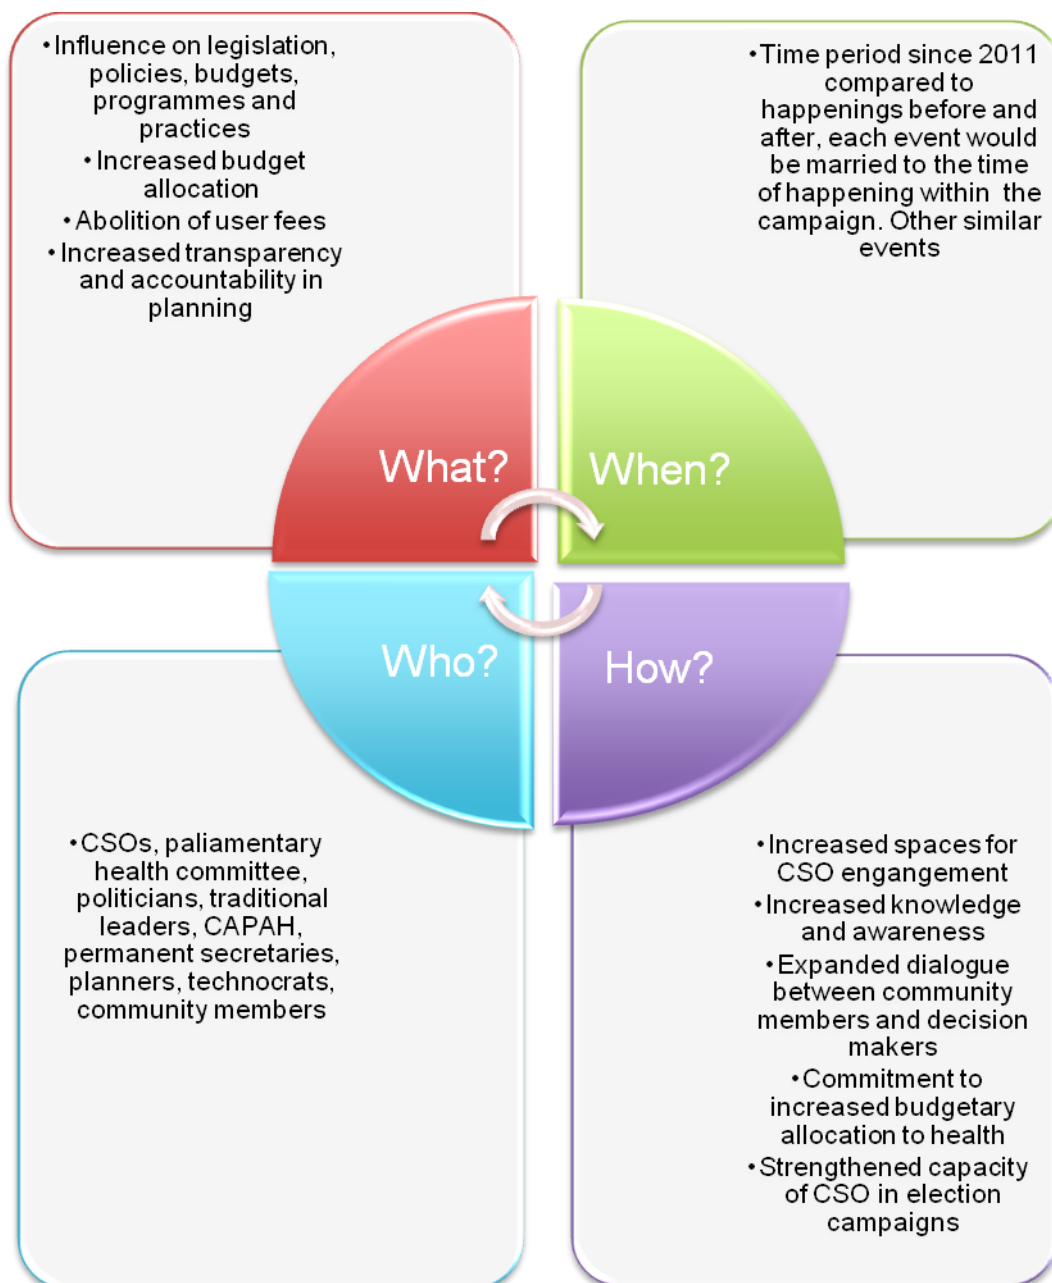 •Influence on legislation,
policies, budgets,
programmes and
practices
•Increased budget
allocation
•Abolition of user fees
•Increased transparency
and accountability in
planning
•Time period since 2011
compared to
happenings before and
after, each event would
be married to the time
of happening within the
campaign. Other similar
events
What?
When?
Who?
How?
•CSOs, paliamentary
health committee,
politicians, traditional
leaders, CAPAH,
permanent secretaries,
planners, technocrats,
community members
•Increased spaces for
CSO engangement
•Increased knowledge
and awareness
•Expanded dialogue
between community
members and decision
makers
•Commitment to
increased budgetary
allocation to health
•Strengthened capacity
of CSO in election
campaigns